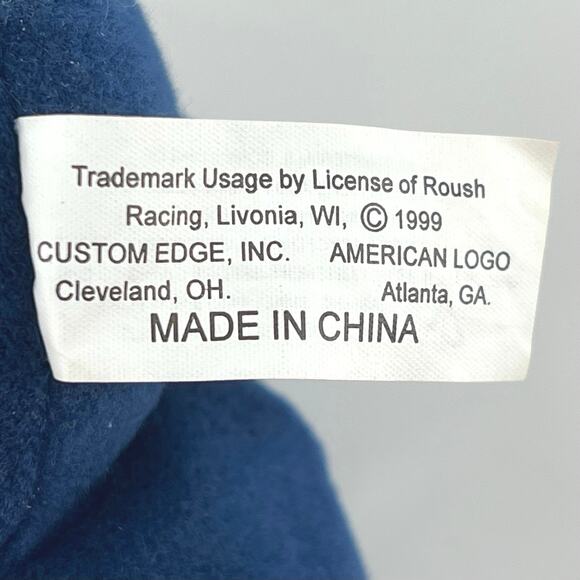 Trademark Usage by License of Roush
Racing, Livonia, WI, © 1999
CUSTOM EDGE, INC. AMERICAN LOGO
Cleveland, OH. Atlanta, GA.
MADE IN CHINA